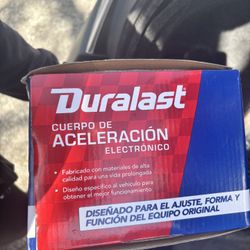 Duralast
CUERPO DE
ACELERACIÓN
ELECTRÓNICO
• Fabricado con materiales de alta
calidad para una vida prolongada
• Diseño específico al vehículo para
obtener el mejor funcionamiento
DISEÑADO PARA EL AJUSTE, FORMA Y
FUNCIÓN DEL EQUIPO ORIGINAL